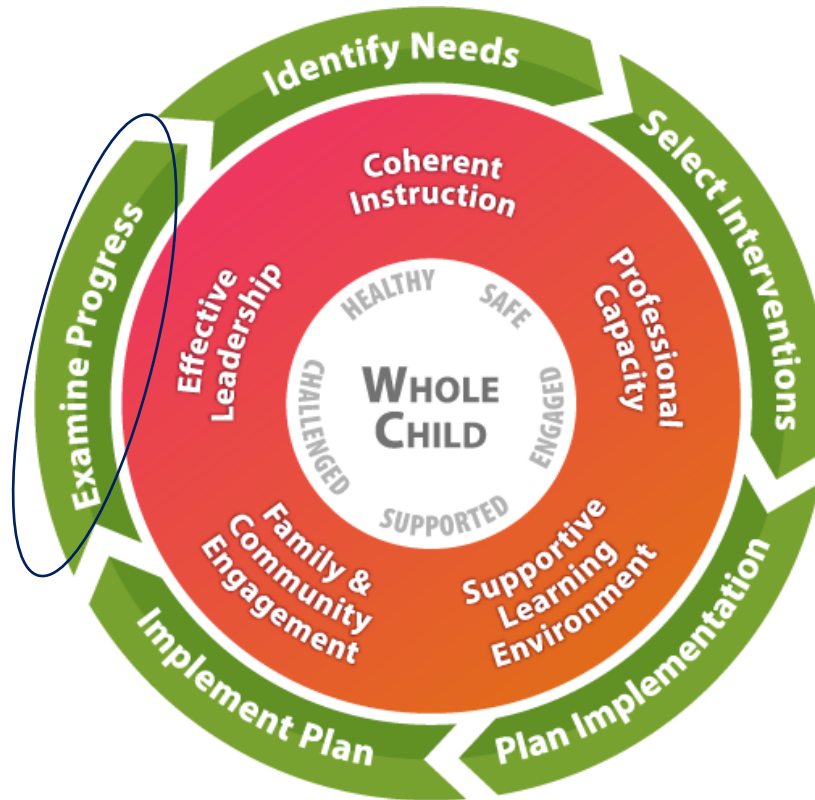 Identify Needs
Select Interventions
Plan Implementation
Implement Plan
Examine Progress
Coherent
Instruction
Professional
Capacity
Supportive
Learning
Environment
Family &
Community
Engagement
Effective
Leadership
HEALTHY
SAFE
ENGAGED
SUPPORTED
CHALLENGED
WHOLE
CHILD